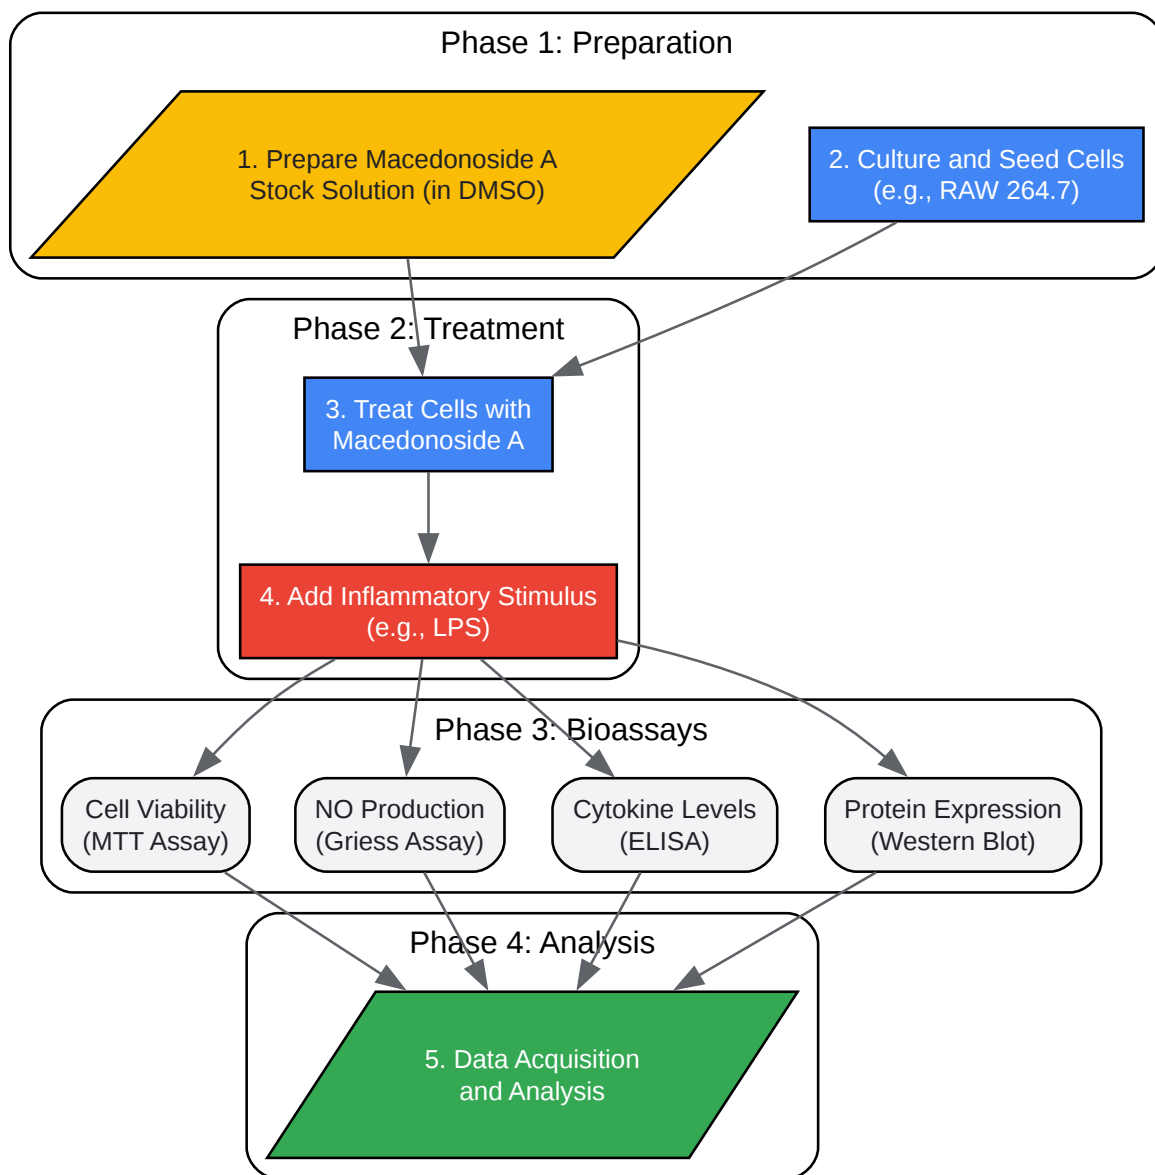 Phase 1: Preparation
1. Prepare Macedonoside A
Stock Solution (in DMSO)
2. Culture and Seed Cells
(e.g., RAW 264.7)
Phase 2: Treatment
3. Treat Cells with
Macedonoside A
4. Add Inflammatory Stimulus
(e.g., LPS)
Phase 3: Bioassays
Cell Viability
(MTT Assay)
NO Production
(Griess Assay)
Cytokine Levels
(ELISA)
Protein Expression
(Western Blot)
Phase 4: Analysis
5. Data Acquisition
and Analysis